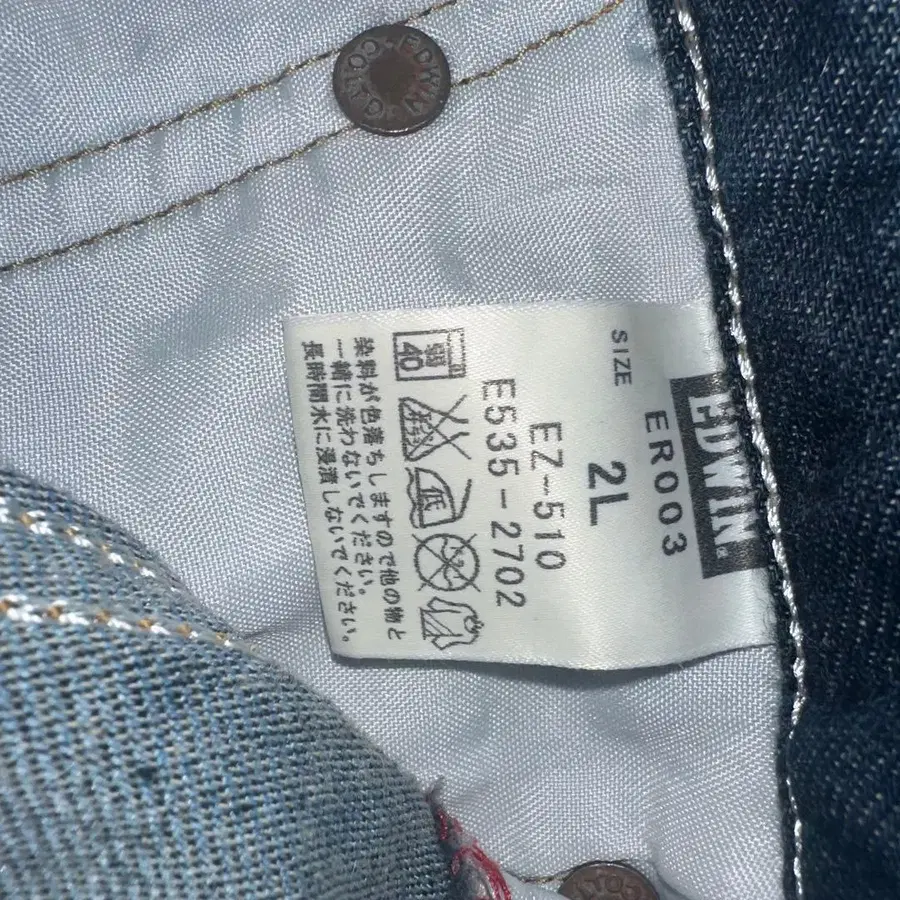 EDWIN.
ER003
SIZE
2L
EZ-510
E535-2702
40
低
染料が色落ちしますので他の物と
一緒に洗わないでください。
長時間水に浸漬しないでください。
EDWIN